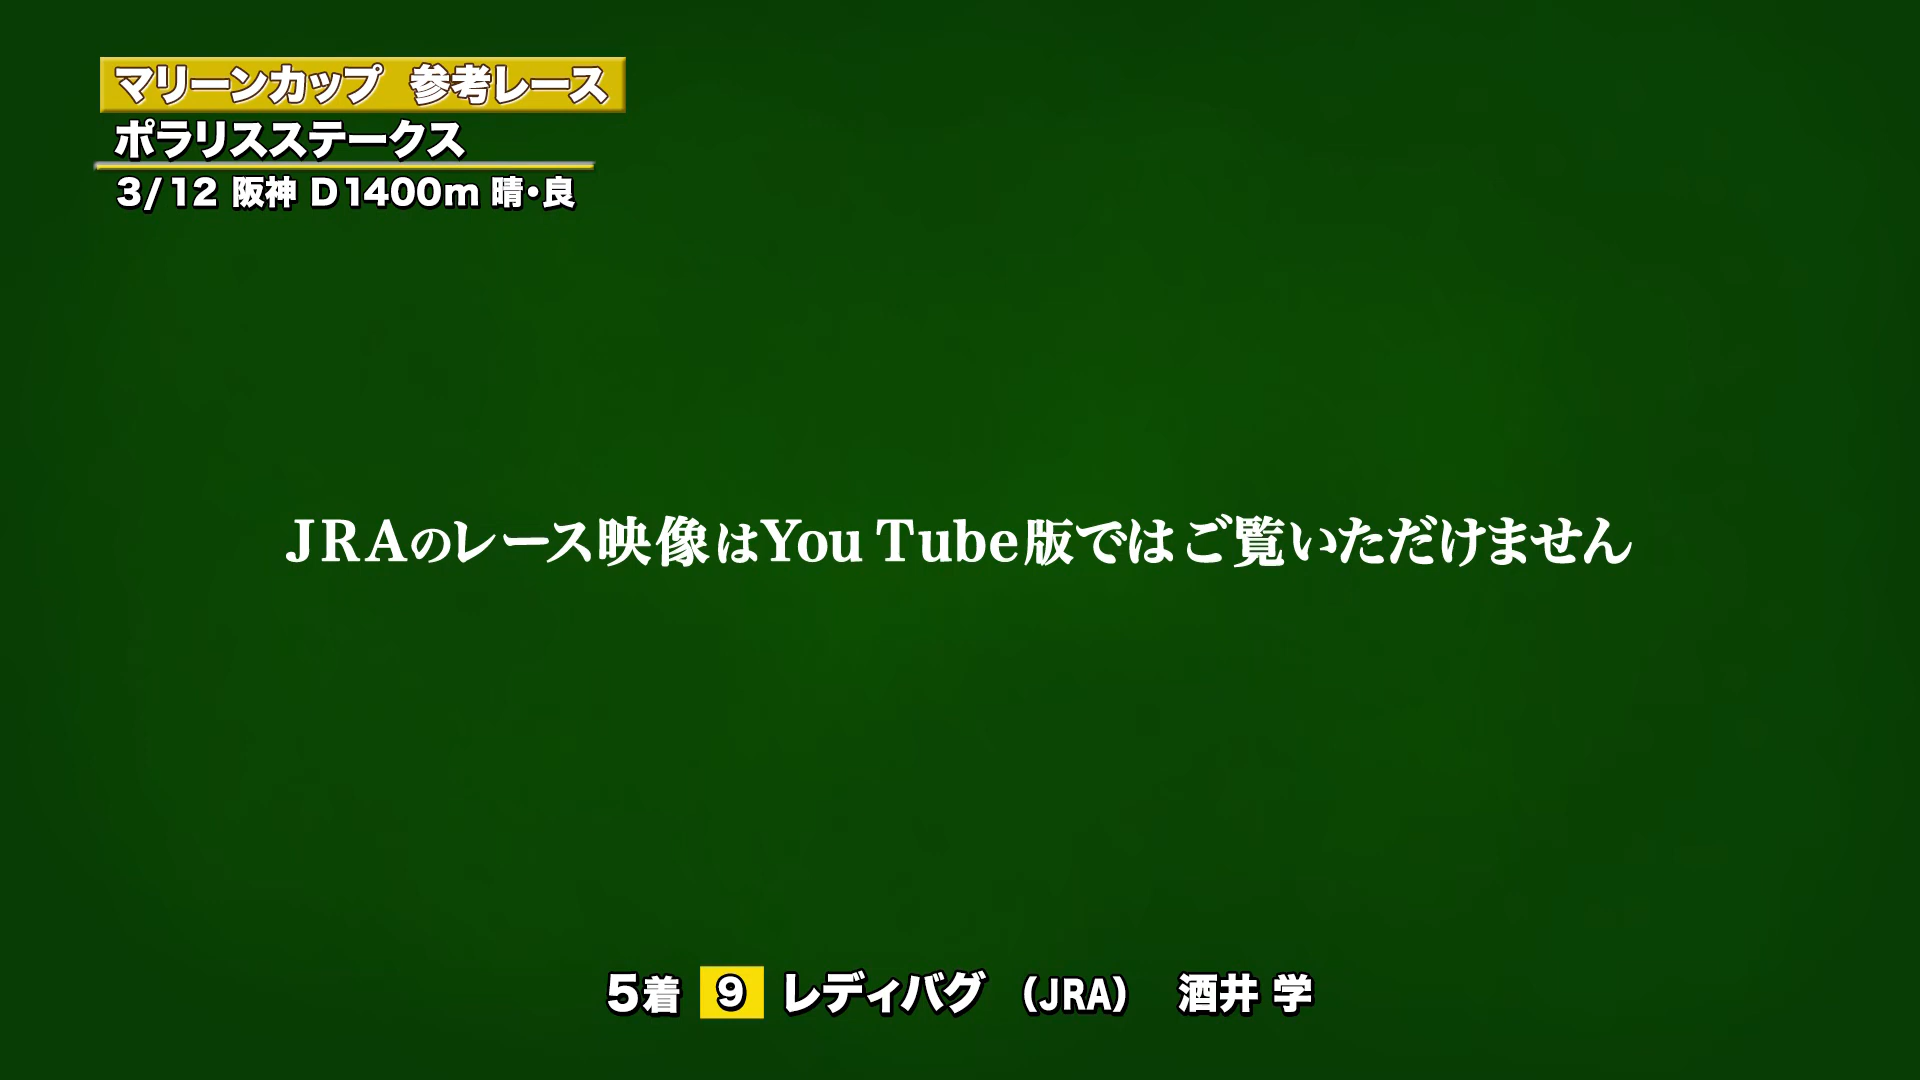 マリーンカップ 参考レース
ポラリスステークス
3/12 阪神 D1400m 晴・良
JRAのレース映像はYouTube版ではご覧いただけません
5着 9 レディバグ (JRA) 酒井 学